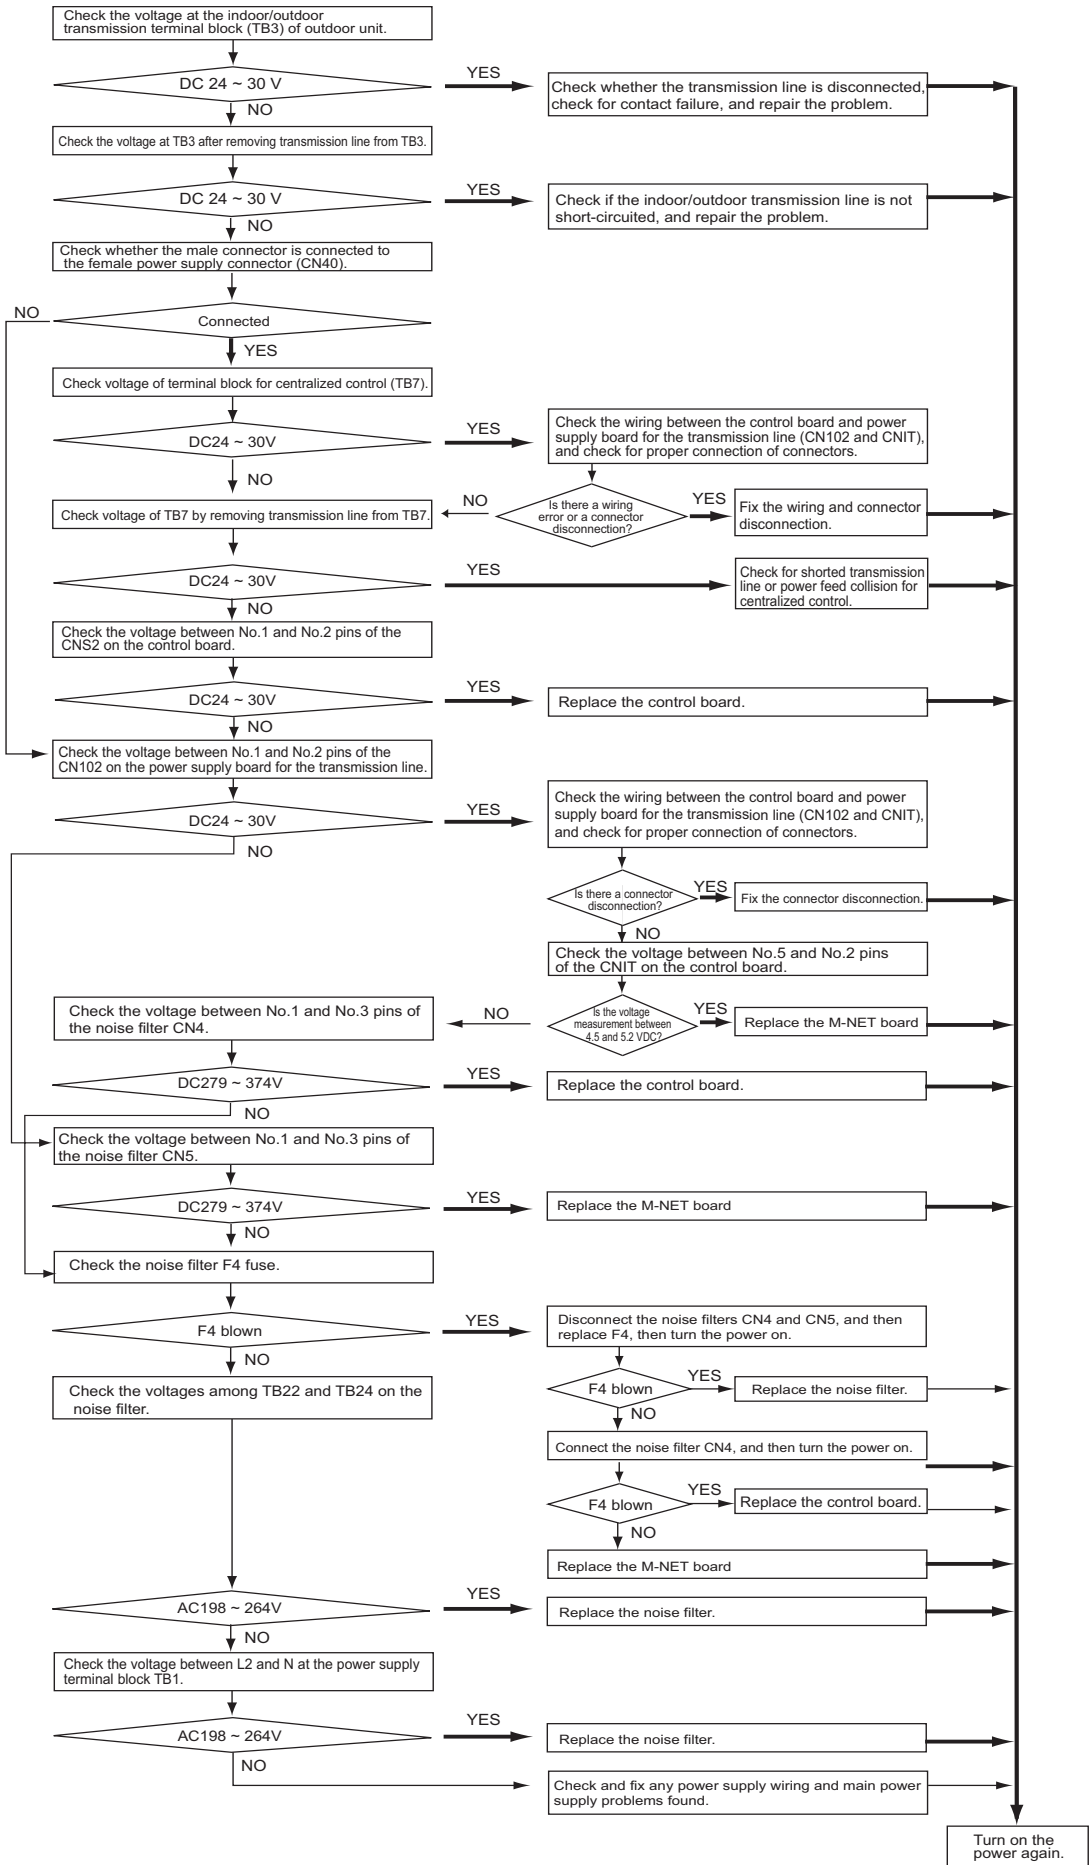 Check the voltage at the indoor/outdoor
transmission terminal block (TB3) of outdoor unit.
DC 24 ~ 30 V
YES
Check whether the transmission line is disconnected,
check for contact failure, and repair the problem.
NO
Check the voltage at TB3 after removing transmission line from TB3.
DC 24 ~ 30 V
YES
Check if the indoor/outdoor transmission line is not
short-circuited, and repair the problem.
NO
Check whether the male connector is connected to
the female power supply connector (CN40).
NO
Connected
YES
Check voltage of terminal block for centralized control (TB7).
DC24 ~ 30V
YES
Check the wiring between the control board and power
supply board for the transmission line (CN102 and CNIT),
and check for proper connection of connectors.
NO
Is there a wiring
error or a connector
disconnection?
NO
YES
Fix the wiring and connector
disconnection.
Check voltage of TB7 by removing transmission line from TB7.
DC24 ~ 30V
YES
Check for shorted transmission
line or power feed collision for
centralized control.
NO
Check the voltage between No.1 and No.2 pins of the
CNS2 on the control board.
DC24 ~ 30V
YES
Replace the control board.
NO
Check the voltage between No.1 and No.2 pins of the
CN102 on the power supply board for the transmission line.
DC24 ~ 30V
YES
Check the wiring between the control board and power
supply board for the transmission line (CN102 and CNIT),
and check for proper connection of connectors.
NO
Is there a connector
disconnection?
YES
Fix the connector disconnection.
NO
Check the voltage between No.5 and No.2 pins
of the CNIT on the control board.
Is the voltage
measurement between
4.5 and 5.2 VDC?
YES
Replace the M-NET board
NO
Check the voltage between No.1 and No.3 pins of
the noise filter CN4.
DC279 ~ 374V
YES
Replace the control board.
NO
Check the voltage between No.1 and No.3 pins of
the noise filter CN5.
DC279 ~ 374V
YES
Replace the M-NET board
NO
Check the noise filter F4 fuse.
F4 blown
YES
Disconnect the noise filters CN4 and CN5, and then
replace F4, then turn the power on.
NO
F4 blown
YES
Replace the noise filter.
NO
Check the voltages among TB22 and TB24 on the
noise filter.
Connect the noise filter CN4, and then turn the power on.
F4 blown
YES
Replace the control board.
NO
Replace the M-NET board
AC198 ~ 264V
YES
Replace the noise filter.
NO
Check the voltage between L2 and N at the power supply
terminal block TB1.
AC198 ~ 264V
YES
Replace the noise filter.
NO
Check and fix any power supply wiring and main power
supply problems found.
Turn on the
power again.